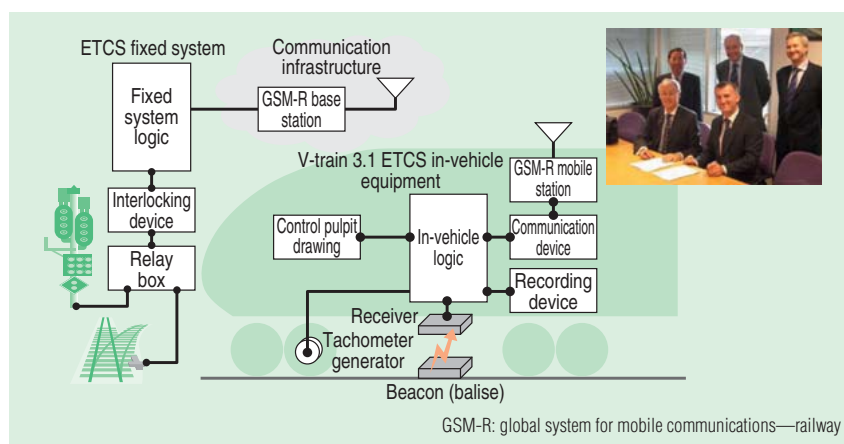 ETCS fixed system
Fixed
system
logic
Interlocking
device
Relay
box
Communication
infrastructure
GSM-R base
station
V-train 3.1 ETCS in-vehicle
equipment
GSM-R mobile
station
Control pulpit
drawing
In-vehicle
logic
Communication
device
Recording
device
Receiver
Tachometer
generator
Beacon (balise)
GSM-R: global system for mobile communications—railway